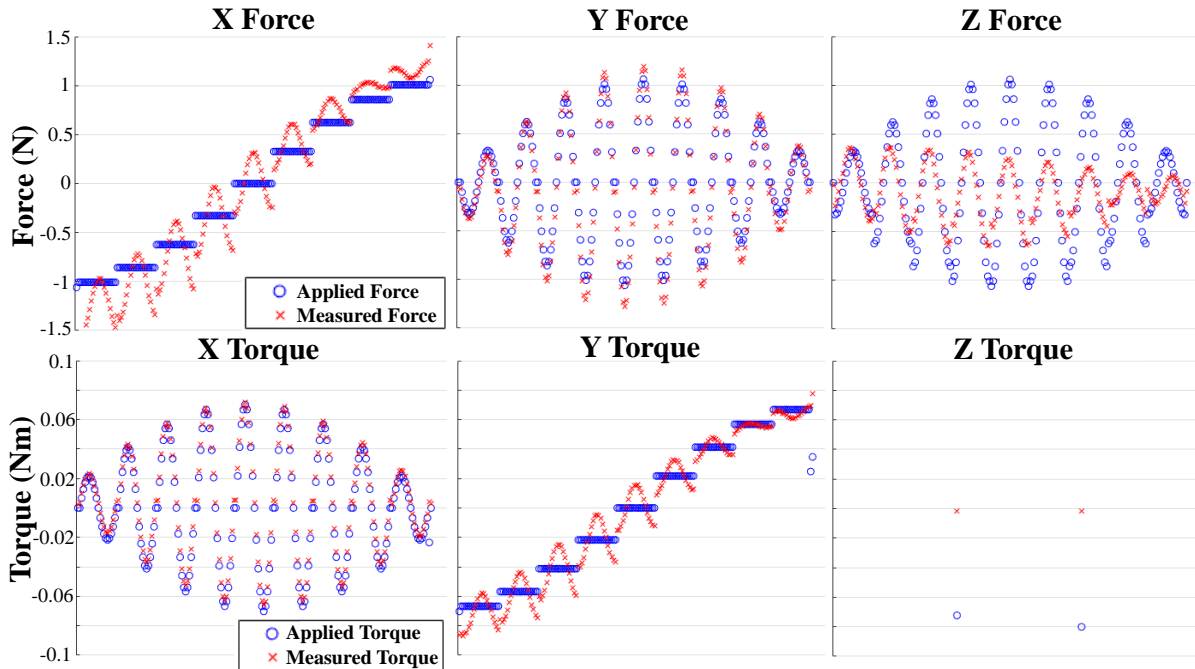 X Force
Y Force
Z Force
Force (N)
1.5
1
0.5
0
-0.5
-1
-1.5
Applied Force
Measured Force
X Torque
Y Torque
Z Torque
Torque (Nm)
0.1
0.06
0.02
-0.02
-0.06
-0.1
Applied Torque
Measured Torque